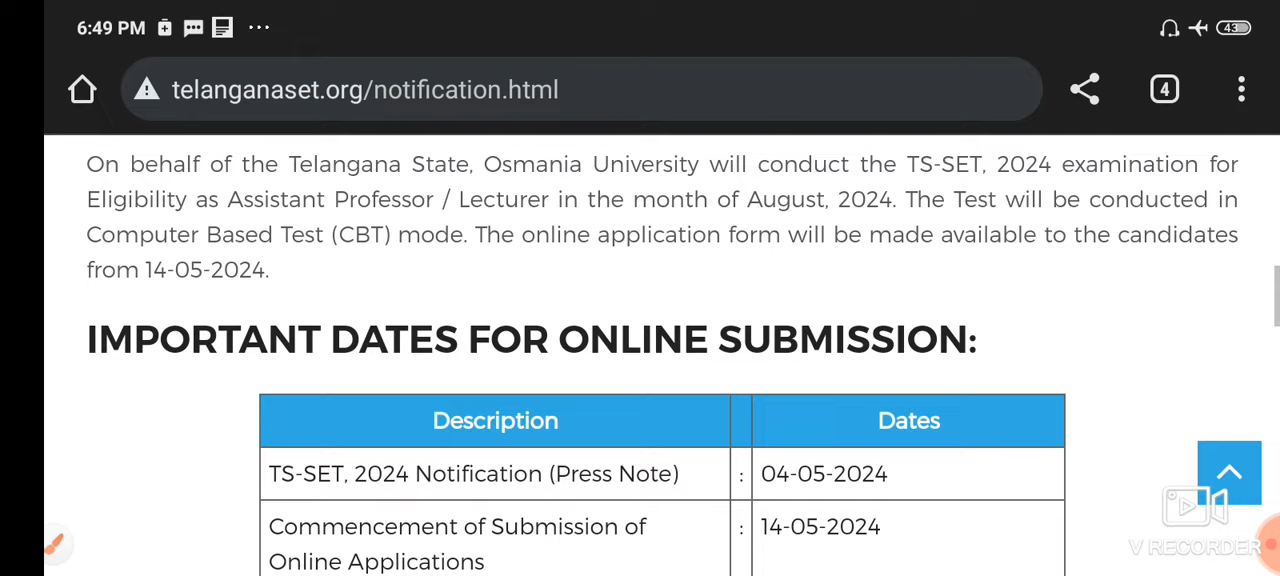 6:49 PM
43
telanganaset.org/notification.html
4
On behalf of the Telangana State, Osmania University will conduct the TS-SET, 2024 examination for
Eligibility as Assistant Professor / Lecturer in the month of August, 2024. The Test will be conducted in
Computer Based Test (CBT) mode. The online application form will be made available to the candidates
from 14-05-2024.
IMPORTANT DATES FOR ONLINE SUBMISSION:
Description Dates
TS-SET, 2024 Notification (Press Note) : 04-05-2024
Commencement of Submission of : 14-05-2024
Online Applications
V RECORDER